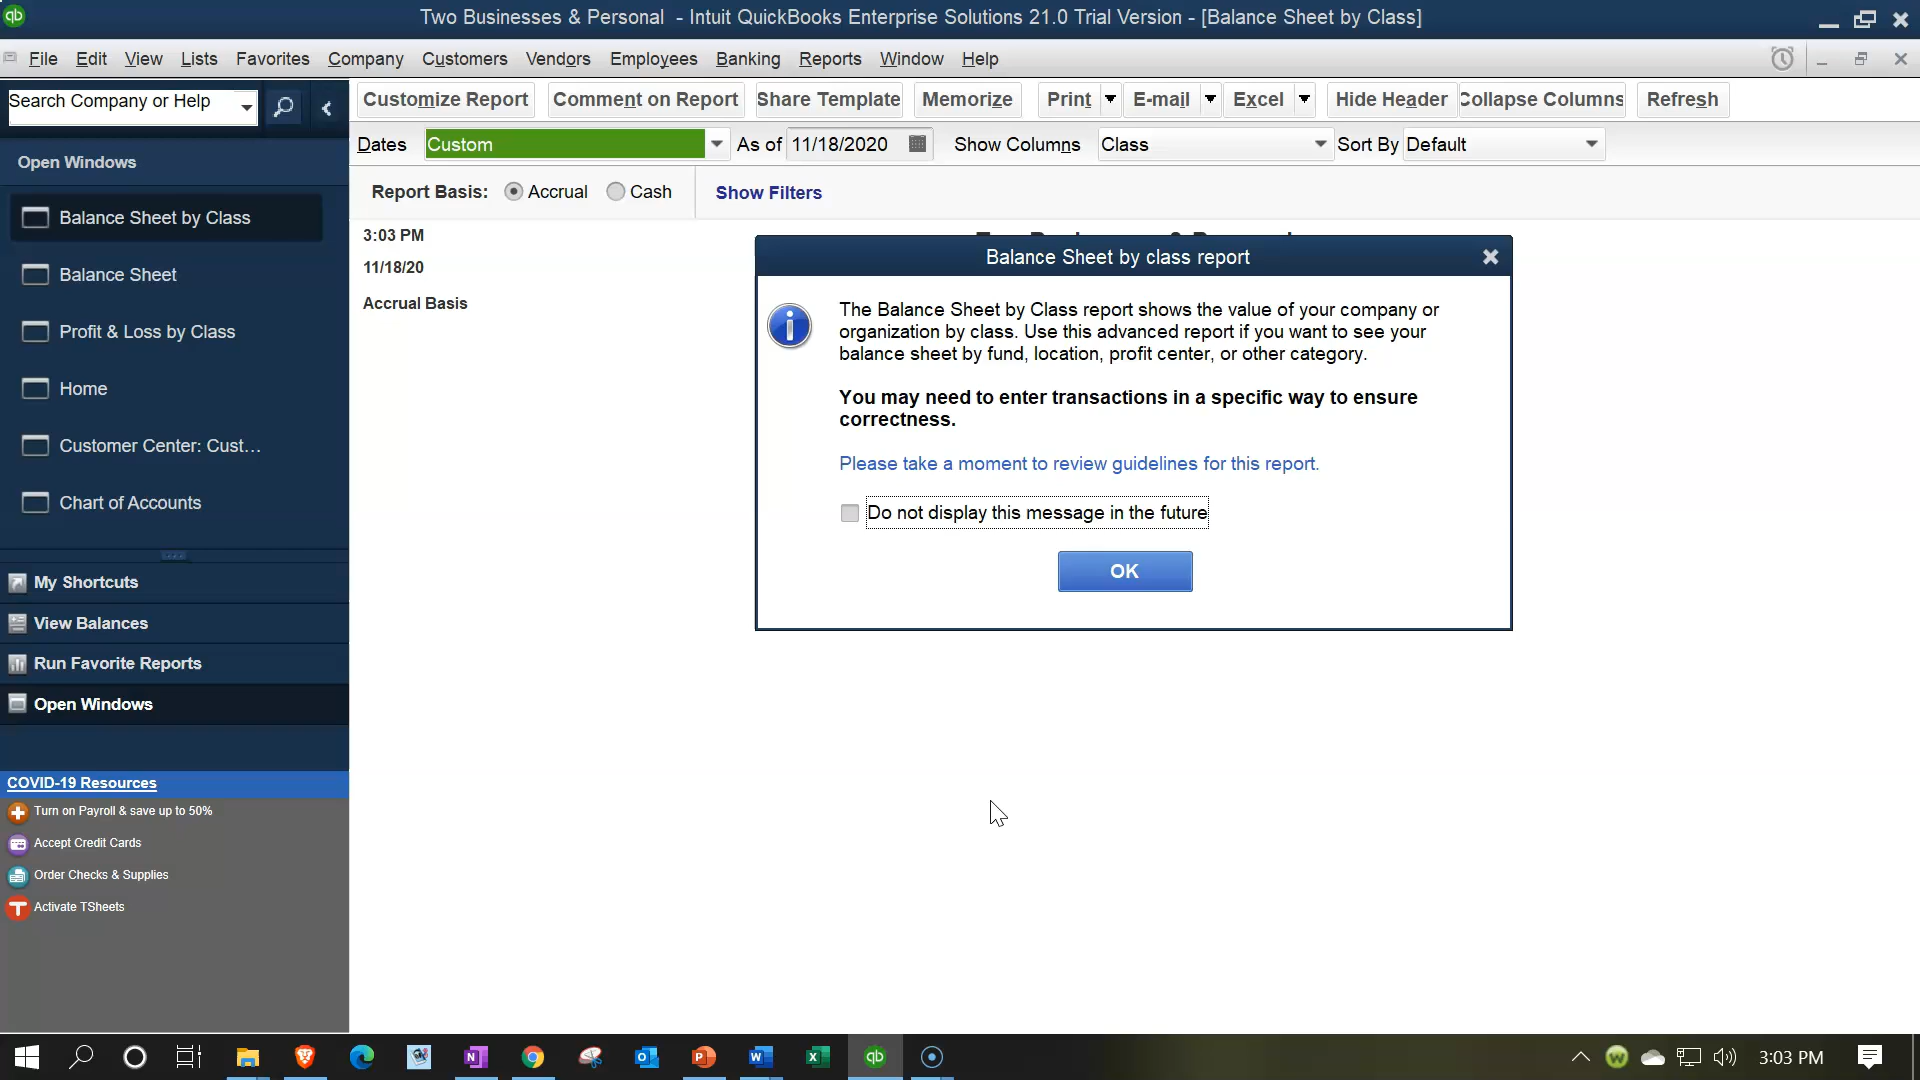 Two Businesses & Personal - Intuit QuickBooks Enterprise Solutions 21.0 Trial Version - [Balance Sheet by Class]
File Edit View Lists Favorites Company Customers Vendors Employees Banking Reports Window Help
Search Company or Help
Customize Report Comment on Report Share Template Memorize Print E-mail Excel Hide Header Collapse Columns Refresh
Dates Custom As of 11/18/2020 Show Columns Class Sort By Default
Report Basis: Accrual Cash Show Filters
Open Windows
Balance Sheet by Class
Balance Sheet
Profit & Loss by Class
Home
Customer Center: Cust...
Chart of Accounts
My Shortcuts
View Balances
Run Favorite Reports
Open Windows
COVID-19 Resources
Turn on Payroll & save up to 50%
Accept Credit Cards
Order Checks & Supplies
Activate TSheets
3:03 PM
11/18/20
Accrual Basis
Balance Sheet by class report
The Balance Sheet by Class report shows the value of your company or
organization by class. Use this advanced report if you want to see your
balance sheet by fund, location, profit center, or other category.
You may need to enter transactions in a specific way to ensure
correctness.
Please take a moment to review guidelines for this report.
Do not display this message in the future
OK
3:03 PM